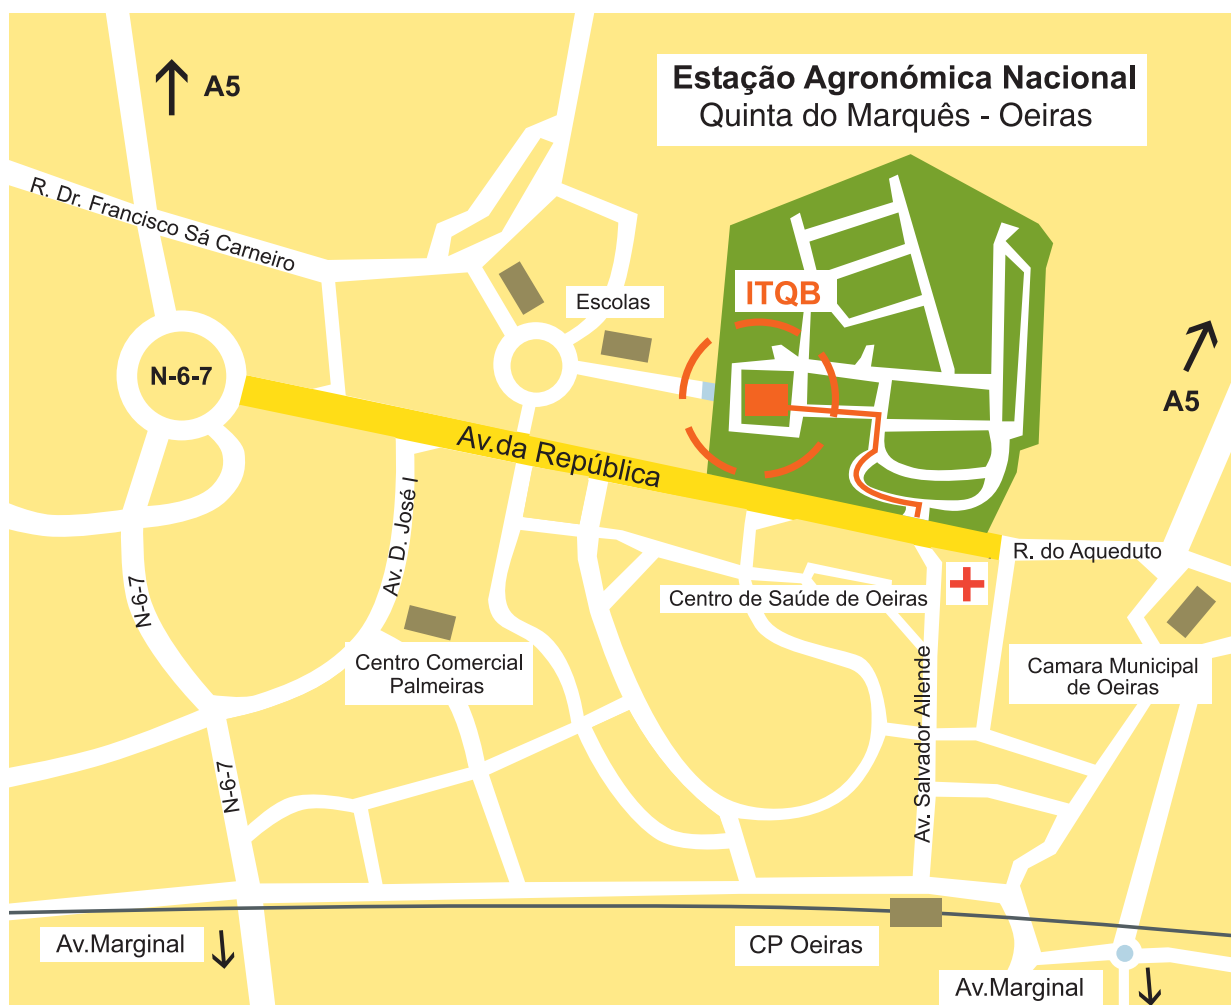 A5
Estação Agronómica Nacional
Quinta do Marquês - Oeiras
R. Dr. Francisco Sá Carneiro
ITQB
Escolas
N-6-7
A5
Av.da República
Av. D. José I
R. do Aqueduto
N-6-7
Centro de Saúde de Oeiras
Centro Comercial
Palmeiras
Camara Municipal
de Oeiras
Av. Salvador Allende
N-6-7
Av.Marginal
CP Oeiras
Av.Marginal